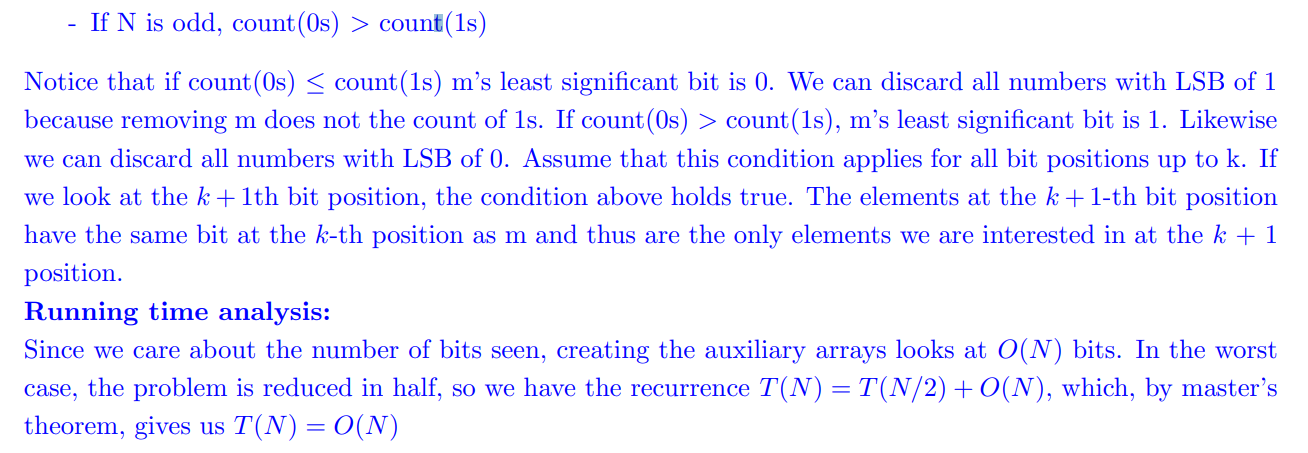 - If N is odd, count(0s) > count(1s)
Notice that if count(0s) ≤ count(1s) m's least significant bit is 0. We can discard all numbers with LSB of 1
because removing m does not the count of 1s. If count(0s) > count(1s), m's least significant bit is 1. Likewise
we can discard all numbers with LSB of 0. Assume that this condition applies for all bit positions up to k. If
we look at the k + 1th bit position, the condition above holds true. The elements at the k + 1-th bit position
have the same bit at the k-th position as m and thus are the only elements we are interested in at the k + 1
position.
Running time analysis:
Since we care about the number of bits seen, creating the auxiliary arrays looks at O(N) bits. In the worst
case, the problem is reduced in half, so we have the recurrence T(N) = T(N/2) + O(N), which, by master's
theorem, gives us T(N) = O(N)